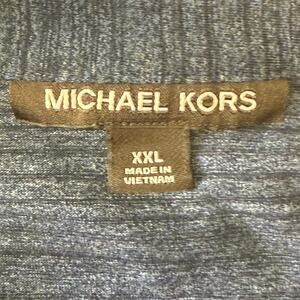 MICHAEL KORS
XXL
MADE IN
VIETNAM